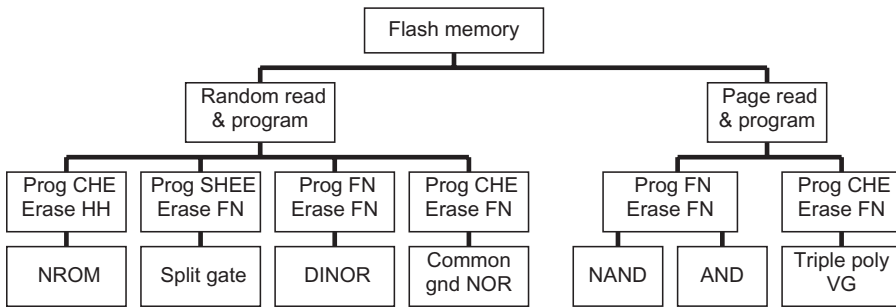 Flash memory
Random read
& program
Page read
& program
Prog CHE
Erase HH
Prog SHEE
Erase FN
Prog FN
Erase FN
Prog CHE
Erase FN
Prog FN
Erase FN
Prog CHE
Erase FN
NROM
Split gate
DINOR
Common
gnd NOR
NAND
AND
Triple poly
VG